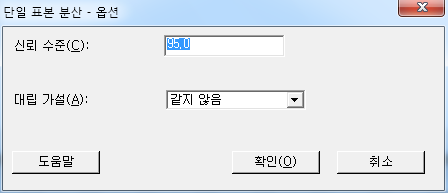 단일 표본 분산 - 옵션
신뢰 수준(C): 95.0
대립 가설(A): 같지 않음
도움말 확인(O) 취소